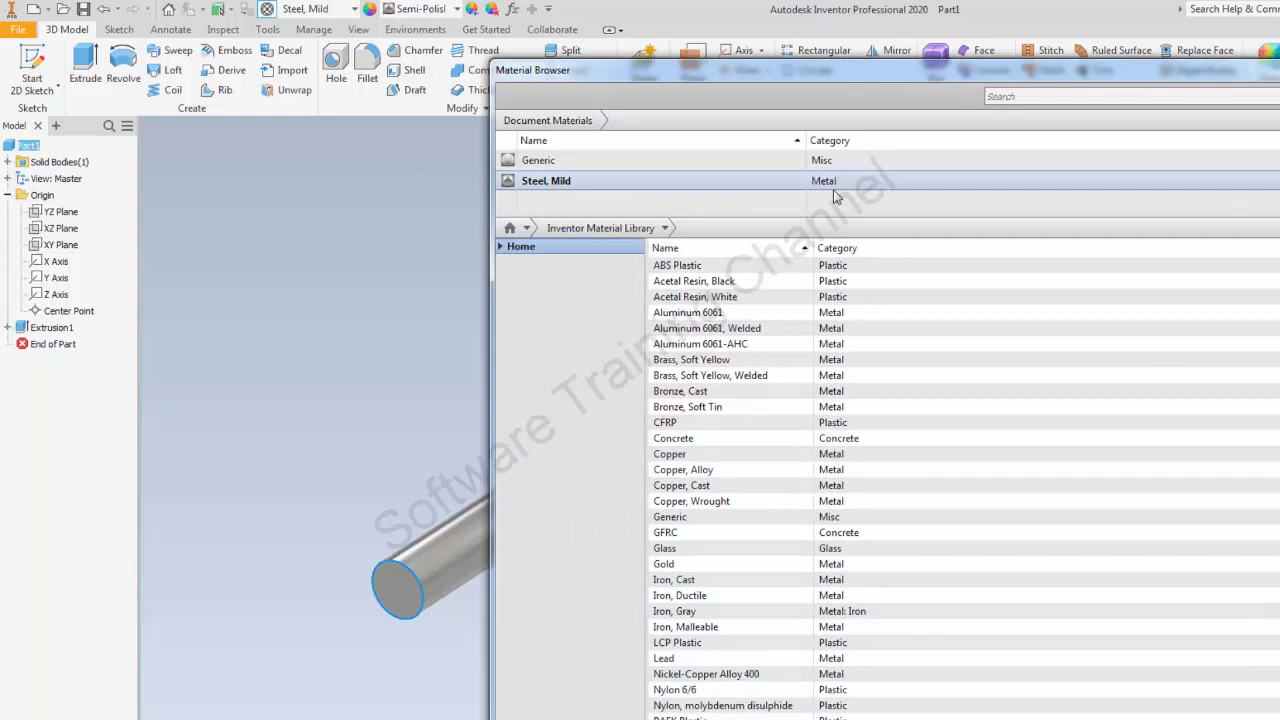 Steel, Mild
Semi-Polisl
Autodesk Inventor Professional 2020 Part1
Search Help & Comm
File 3D Model Sketch Annotate Inspect Tools Manage View Environments Get Started Collaborate
Start
2D Sketch
Extrude
Revolve
Sweep
Emboss
Decal
Loft
Derive
Import
Coil
Rib
Unwrap
Hole
Fillet
Chamfer
Thread
Split
Shell
Draft
Axis
Rectangular
Mirror
Face
Stitch
Ruled Surface
Replace Face
Sketch
Create
Modify
Model
Part1
Solid Bodies(1)
View: Master
Origin
YZ Plane
XZ Plane
XY Plane
X Axis
Y Axis
Z Axis
Center Point
Extrusion1
End of Part
Material Browser
Search
Document Materials
Name Category
Generic Misc
Steel, Mild Metal
Inventor Material Library
Home
Name Category
ABS Plastic Plastic
Acetal Resin, Black Plastic
Acetal Resin, White Plastic
Aluminum 6061 Metal
Aluminum 6061, Welded Metal
Aluminum 6061-AHC Metal
Brass, Soft Yellow Metal
Brass, Soft Yellow, Welded Metal
Bronze, Cast Metal
Bronze, Soft Tin Metal
CFRP Plastic
Concrete Concrete
Copper Metal
Copper, Alloy Metal
Copper, Cast Metal
Copper, Wrought Metal
Generic Misc
GFRC Concrete
Glass Glass
Gold Metal
Iron, Cast Metal
Iron, Ductile Metal
Iron, Gray Metal: Iron
Iron, Malleable Metal
LCP Plastic Plastic
Lead Metal
Nickel-Copper Alloy 400 Metal
Nylon 6/6 Plastic
Nylon, molybdenum disulphide Plastic
Software Training Channel